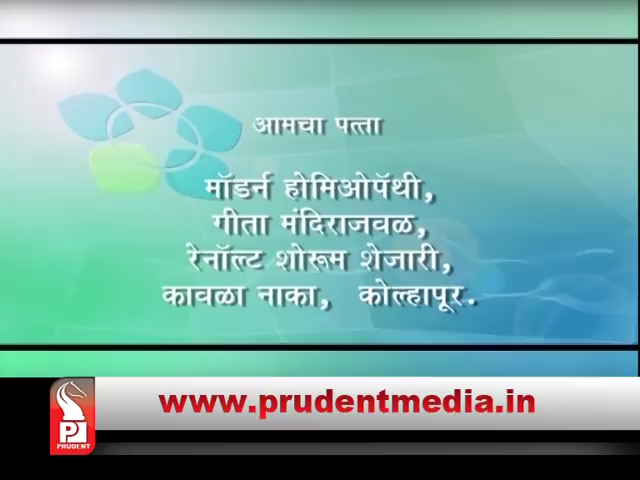 आमचा पत्ता
मॉडर्न होमिओपॅथी,
गीता मंदिराजवळ,
रेनॉल्ट शोरूम शेजारी,
कावळा नाका, कोल्हापूर.
www.prudentmedia.in
PRUDENT